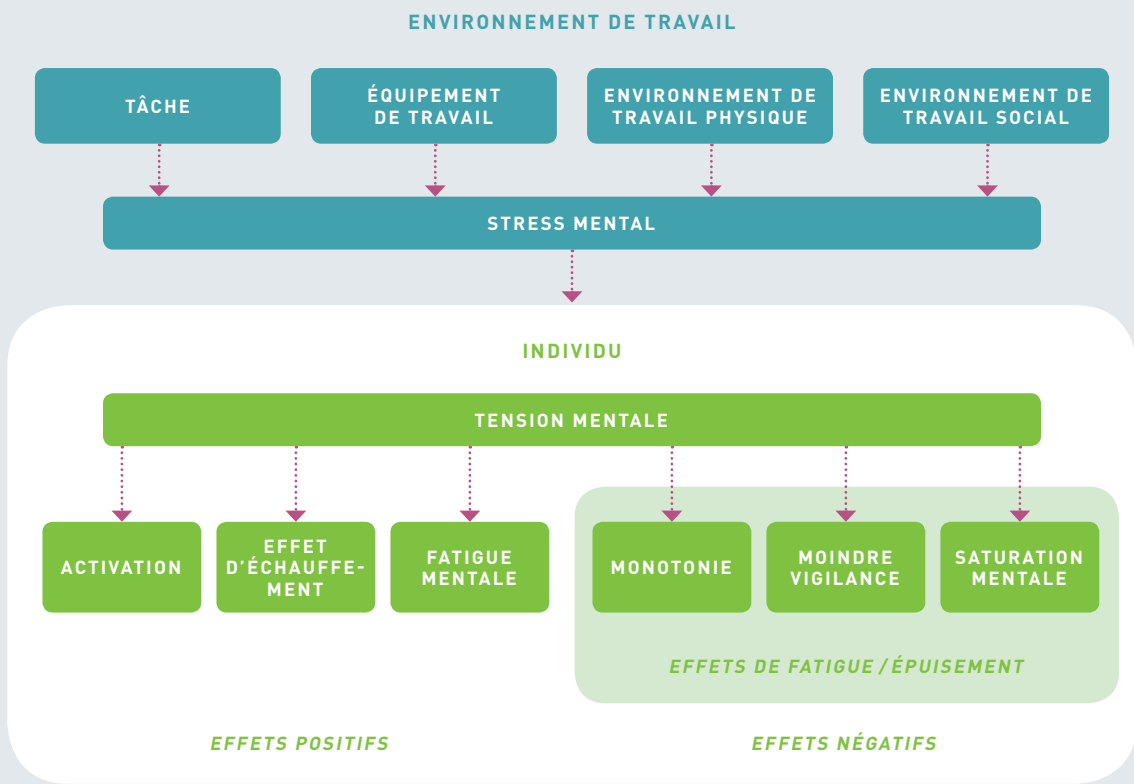 ENVIRONNEMENT DE TRAVAIL
TÂCHE
ÉQUIPEMENT
DE TRAVAIL
ENVIRONNEMENT DE
TRAVAIL PHYSIQUE
ENVIRONNEMENT DE
TRAVAIL SOCIAL
STRESS MENTAL
INDIVIDU
TENSION MENTALE
ACTIVATION
EFFET
D'ÉCHAUFFE-
MENT
FATIGUE
MENTALE
MONOTONIE
MOINDRE
VIGILANCE
SATURATION
MENTALE
EFFETS DE FATIGUE / ÉPUISEMENT
EFFETS POSITIFS
EFFETS NÉGATIFS